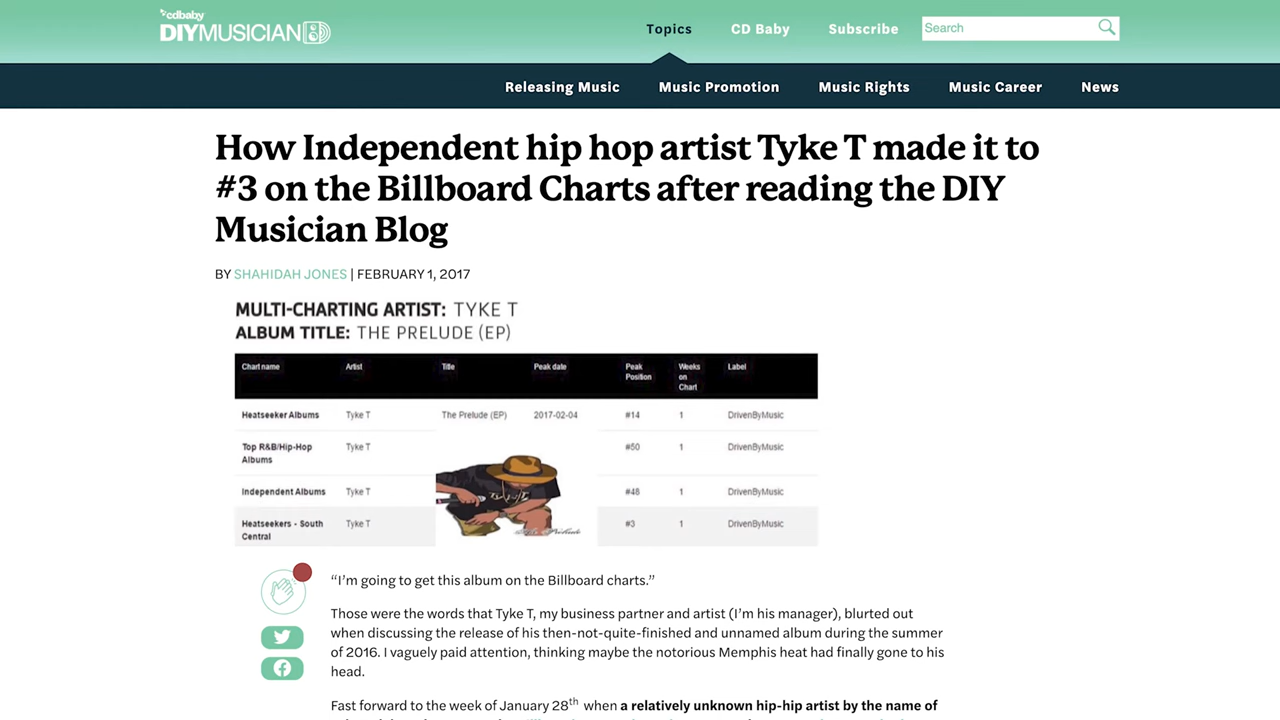 cdbaby
DIYMUSICIAN
Topics
CD Baby
Subscribe
Search
Releasing Music
Music Promotion
Music Rights
Music Career
News
How Independent hip hop artist Tyke T made it to
#3 on the Billboard Charts after reading the DIY
Musician Blog
BY SHAHIDAH JONES | FEBRUARY 1, 2017
MULTI-CHARTING ARTIST: TYKE T
ALBUM TITLE: THE PRELUDE (EP)
Chart name Artist Title Peak date Peak Position Weeks on Chart Label
Heatseeker Albums Tyke T The Prelude (EP) 2017-02-04 #14 1 DrivenByMusic
Top R&B/Hip-Hop Albums Tyke T #50 1 DrivenByMusic
Independent Albums Tyke T #48 1 DrivenByMusic
Heatseekers - South Central Tyke T #3 1 DrivenByMusic
“I’m going to get this album on the Billboard charts.”
Those were the words that Tyke T, my business partner and artist (I’m his manager), blurted out
when discussing the release of his then-not-quite-finished and unnamed album during the summer
of 2016. I vaguely paid attention, thinking maybe the notorious Memphis heat had finally gone to his
head.
Fast forward to the week of January 28th when a relatively unknown hip-hip artist by the name of